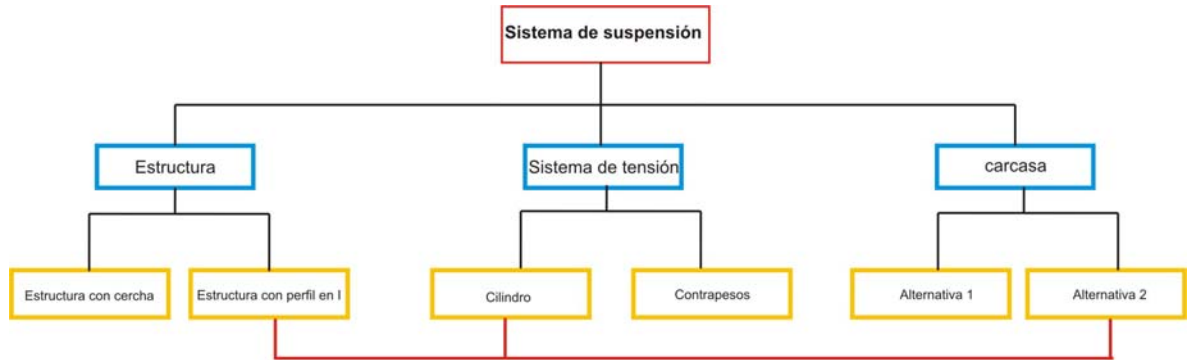 Sistema de suspensión
Estructura
Sistema de tensión
carcasa
Estructura con cercha
Estructura con perfil en I
Cilindro
Contrapesos
Alternativa 1
Alternativa 2